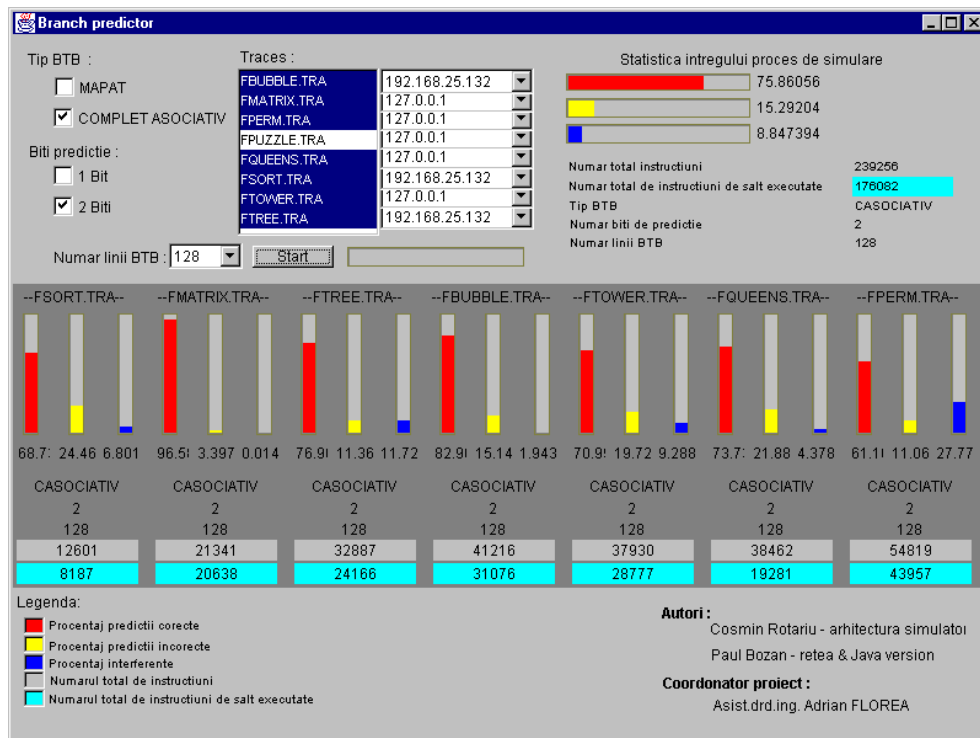 Branch predictor
Tip BTB :
MAPAT
COMPLET ASOCIATIV
Biti predictie :
1 Bit
2 Biti
Numar linii BTB : 128 Start
Traces :
FBUBBLE.TRA 192.168.25.132
FMATRIX.TRA 127.0.0.1
FPERM.TRA 127.0.0.1
FPUZZLE.TRA 127.0.0.1
FQUEENS.TRA 127.0.0.1
FSORT.TRA 192.168.25.132
FTOWER.TRA 127.0.0.1
FTREE.TRA 192.168.25.132
Statistica intregului proces de simulare
75.86056
15.29204
8.847394
Numar total instructiuni 239256
Numar total de instructiuni de salt executate 176082
Tip BTB CASOCIATIV
Numar biti de predictie 2
Numar linii BTB 128
--FSORT.TRA-- --FMATRIX.TRA-- --FTREE.TRA-- --FBUBBLE.TRA-- --FTOWER.TRA-- --FQUEENS.TRA-- --FPERM.TRA--
24.46 6.801 3.397 0.014 11.36 11.72 15.14 1.943 19.72 9.288 21.88 4.378 11.06 27.77
CASOCIATIV CASOCIATIV CASOCIATIV CASOCIATIV CASOCIATIV CASOCIATIV CASOCIATIV
2 2 2 2 2 2 2
128 128 128 128 128 128 128
12601 21341 32887 41216 37930 38462 54819
8187 20638 24166 31076 28777 19281 43957
Legenda:
Procentaj predictii corecte
Procentaj predictii incorecte
Procentaj interferente
Numarul total de instructiuni
Numarul total de instructiuni de salt executate
Autori :
Cosmin Rotariu - arhitectura simulator
Paul Bozan - retea & Java version
Coordonator proiect :
Asist.drd.ing. Adrian FLOREA